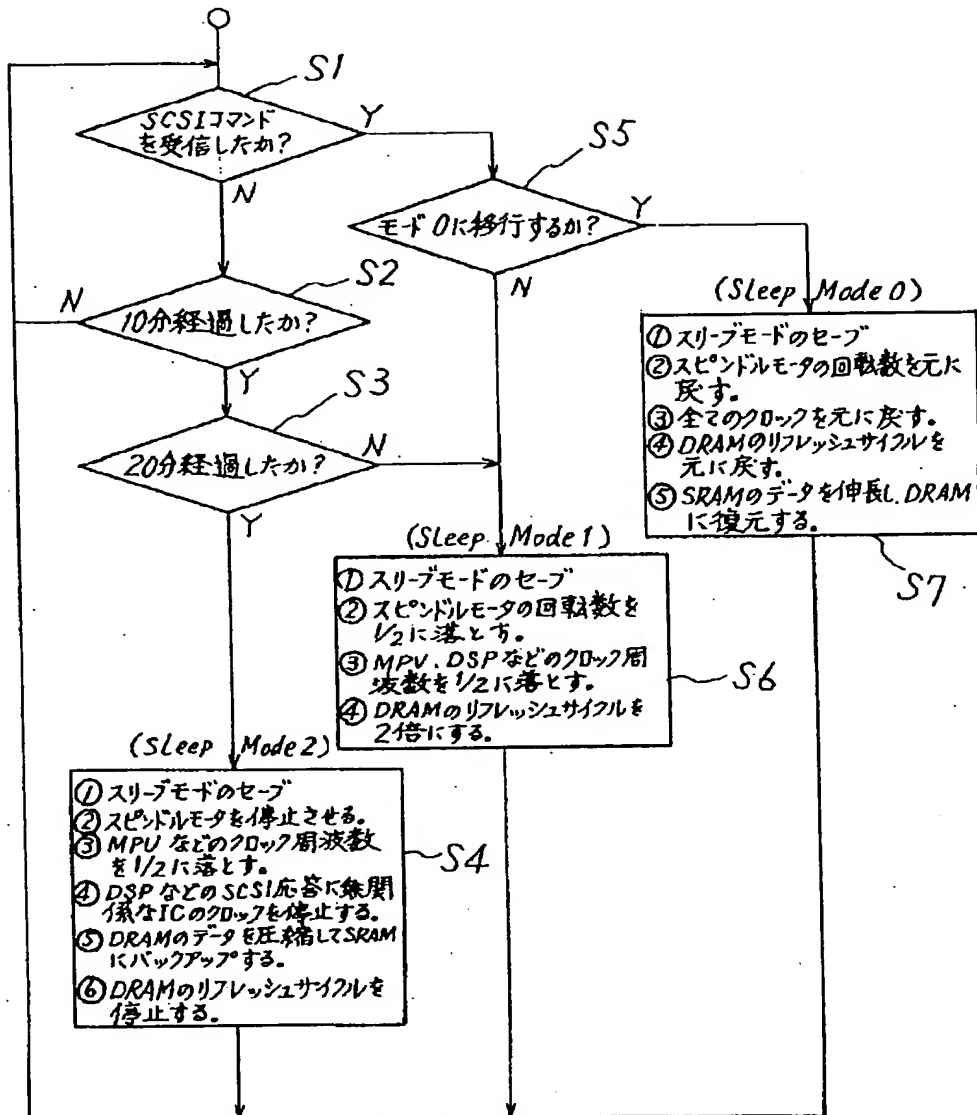 S1
SCSIコマンド
を受信したか?
Y
N
S5
モード0に移行するか?
Y
N
S2
10分経過したか?
N
Y
S3
20分経過したか?
N
Y
(Sleep Mode 0)
①スリープモードのセーブ
②スピンドルモータの回転数を元に
戻す。
③全てのクロックを元に戻す。
④DRAMのリフレッシュサイクルを
元に戻す。
⑤SRAMのデータを伸長し、DRAM
に復元する。
S7
(Sleep Mode 1)
①スリープモードのセーブ
②スピンドルモータの回転数を
1/2に落とす。
③MPV、DSPなどのクロック周
波数を1/2に落とす。
④DRAMのリフレッシュサイクルを
2倍にする。
S6
(Sleep Mode 2)
①スリープモードのセーブ
②スピンドルモータを停止させる。
③MPUなどのクロック周波数
を1/2に落とす。
④DSPなどのSCSI応答に無関
係なICのクロックを停止する。
⑤DRAMのデータを圧縮してSRAM
にバックアップする。
⑥DRAMのリフレッシュサイクルを
停止する。
S4